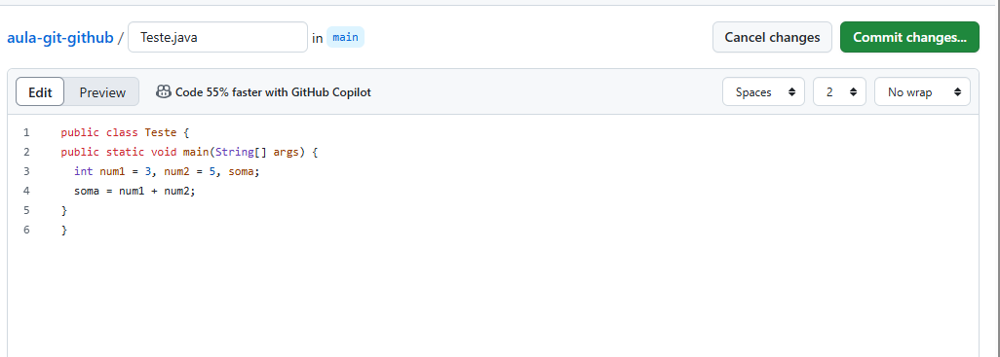 aula-git-github / Teste.java in main Cancel changes Commit changes...
Edit Preview Code 55% faster with GitHub Copilot Spaces 2 No wrap
1 public class Teste {
2 public static void main(String[] args) {
3 int num1 = 3, num2 = 5, soma;
4 soma = num1 + num2;
5 }
6 }